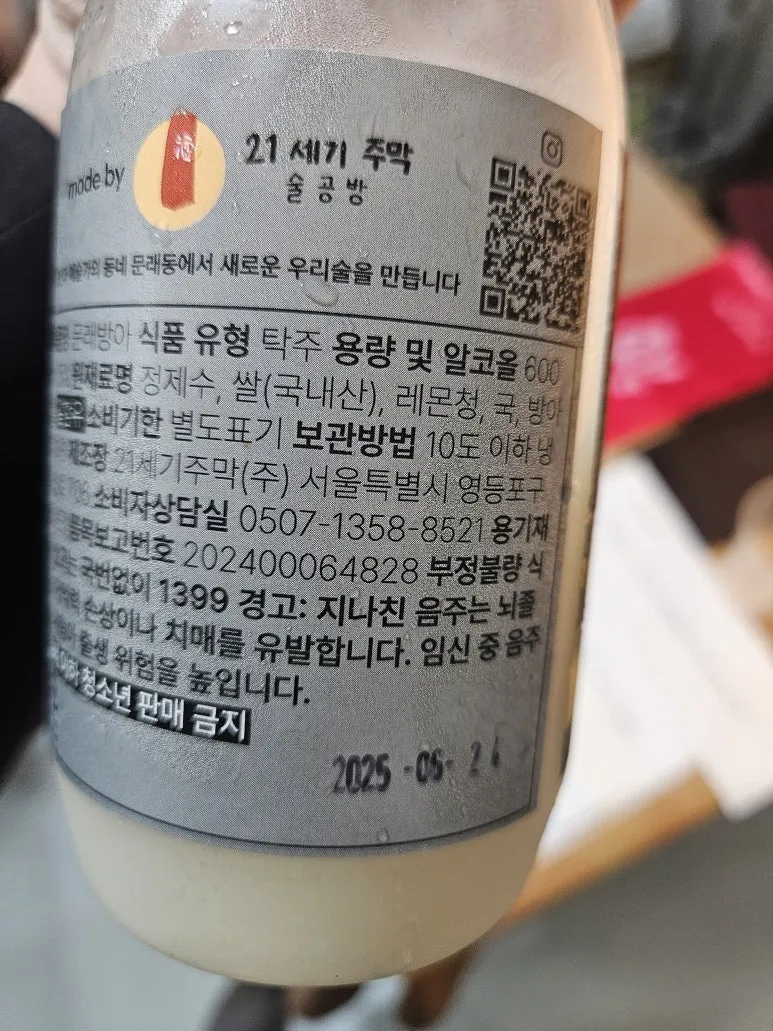 made by 酒 21세기 주막
술공방
동네 문래동에서 새로운 우리술을 만듭니다
문래방아 식품 유형 탁주 용량 및 알코올 600
원재료명 정제수, 쌀(국내산), 레몬청, 국, 방아
소비기한 별도표기 보관방법 10도 이하 냉
제조장 21세기주막(주) 서울특별시 영등포구
소비자상담실 0507-1358-8521 용기재
품목보고번호 202400064828 부정불량 식
국번없이 1399 경고: 지나친 음주는 뇌졸
손상이나 치매를 유발합니다. 임신 중 음주
출생 위험을 높입니다.
청소년 판매 금지
2025-06-24